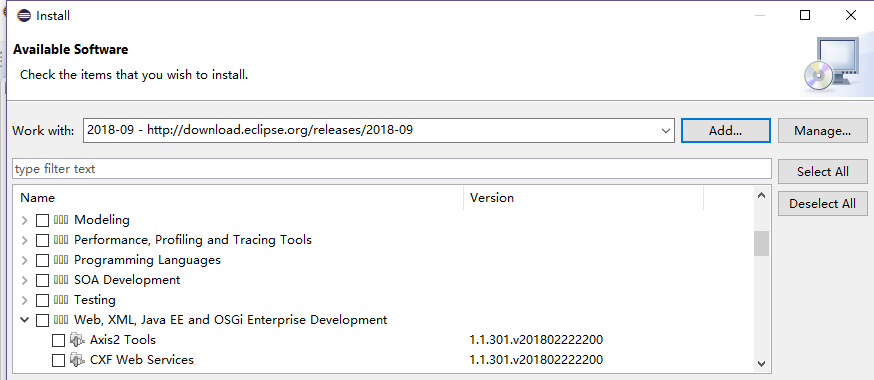 Install
Available Software
Check the items that you wish to install.
Work with: 2018-09 - http://download.eclipse.org/releases/2018-09 Add... Manage...
type filter text Select All
Name Version Deselect All
Modeling
Performance, Profiling and Tracing Tools
Programming Languages
SOA Development
Testing
Web, XML, Java EE and OSGi Enterprise Development
Axis2 Tools 1.1.301.v201802222200
CXF Web Services 1.1.301.v201802222200